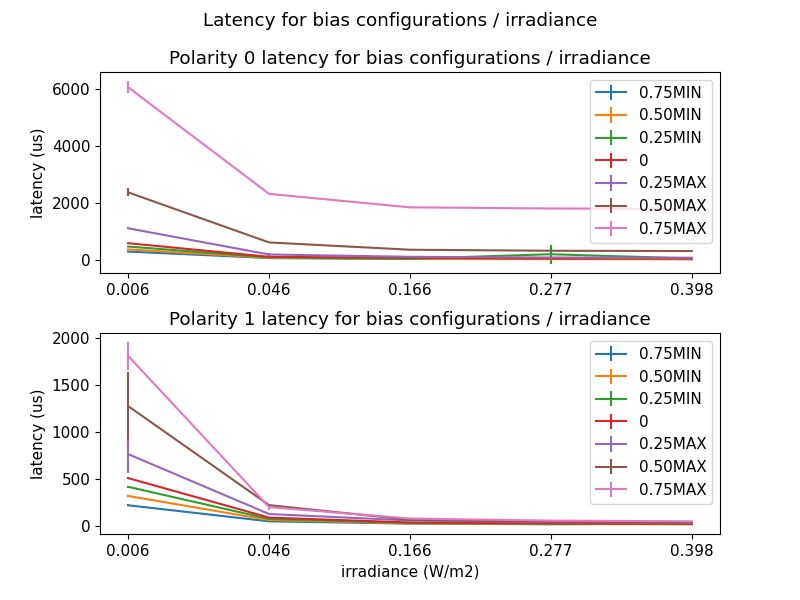 Latency for bias configurations / irradiance
Polarity 0 latency for bias configurations / irradiance
latency (us)
6000
4000
2000
0
0.75MIN
0.50MIN
0.25MIN
0
0.25MAX
0.50MAX
0.75MAX
0.006 0.046 0.166 0.277 0.398
Polarity 1 latency for bias configurations / irradiance
latency (us)
2000
1500
1000
500
0
0.75MIN
0.50MIN
0.25MIN
0
0.25MAX
0.50MAX
0.75MAX
0.006 0.046 0.166 0.277 0.398
irradiance (W/m2)